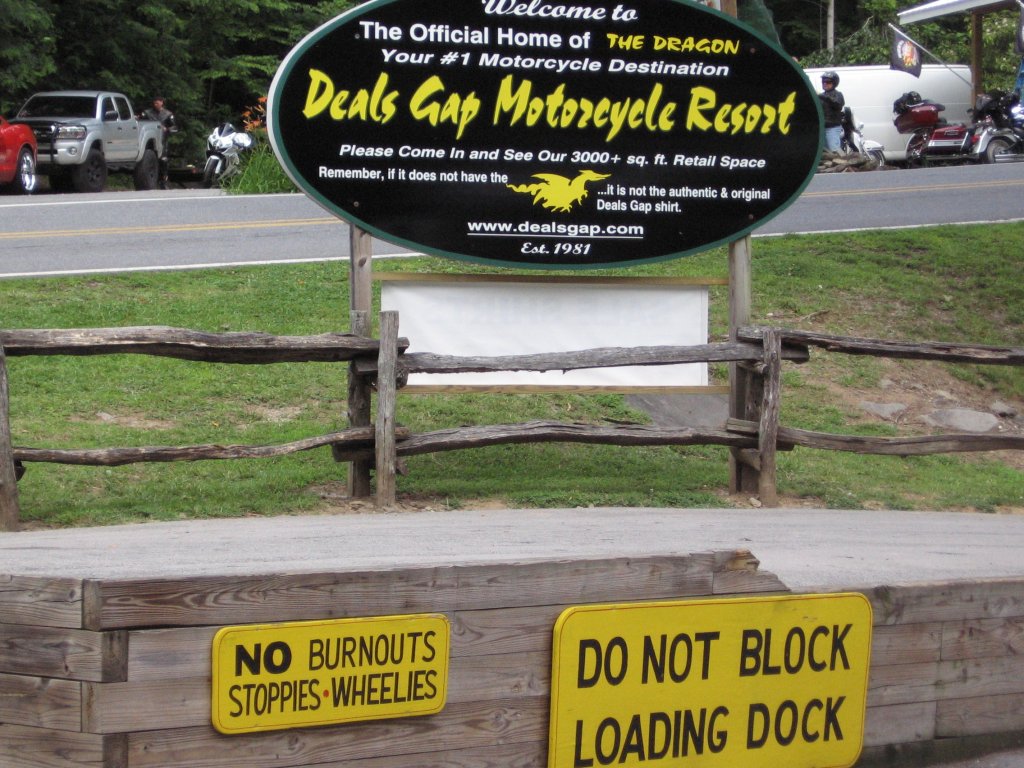 Welcome to
The Official Home of THE DRAGON
Your #1 Motorcycle Destination
Deals Gap Motorcycle Resort
Please Come In and See Our 3000+ sq. ft. Retail Space
Remember, if it does not have the
...it is not the authentic & original
Deals Gap shirt.
www.dealsgap.com
Est. 1981
NO BURNOUTS
STOPPIES • WHEELIES
DO NOT BLOCK
LOADING DOCK